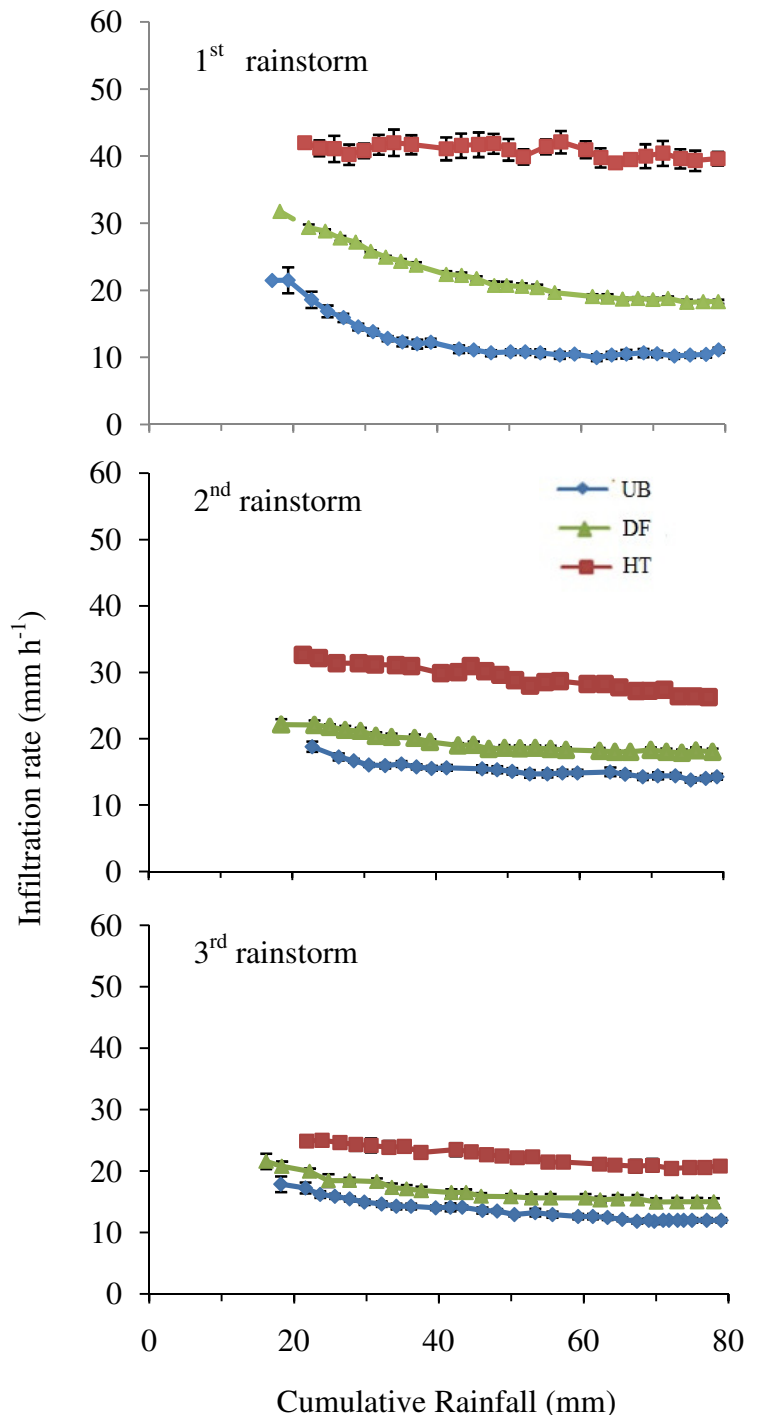 60
1st rainstorm
50
40
30
20
10
0
60
2nd rainstorm
50
UB
DF
HT
40
30
20
10
0
Infiltration rate (mm h-1)
60
3rd rainstorm
50
40
30
20
10
0
0 20 40 60 80
Cumulative Rainfall (mm)